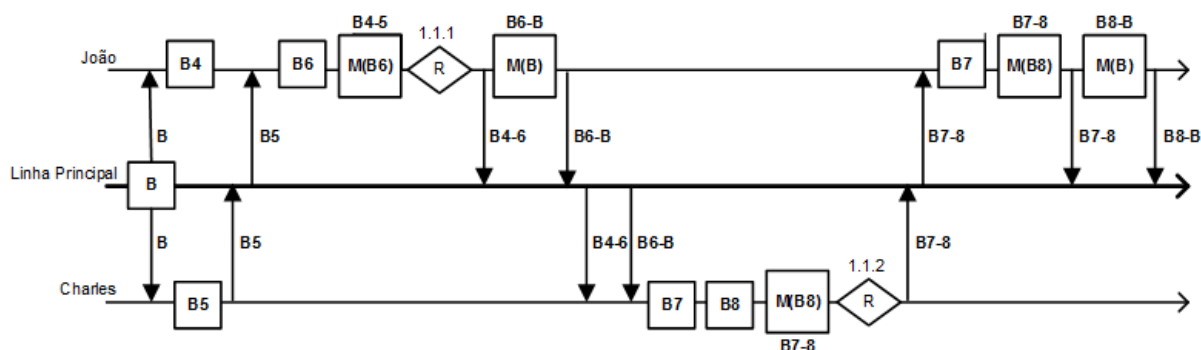 B4-5
1.1.1
B6-B
B7-8
B8-B
João
B4
B6
M(B6)
R
M(B)
B7
M(B8)
M(B)
B
B5
B4-6
B6-B
B7-8
B7-8
B8-B
Linha Principal
B
B
B5
B4-6
B6-B
B7-8
1.1.2
Charles
B5
B7
B8
M(B8)
R
B7-8